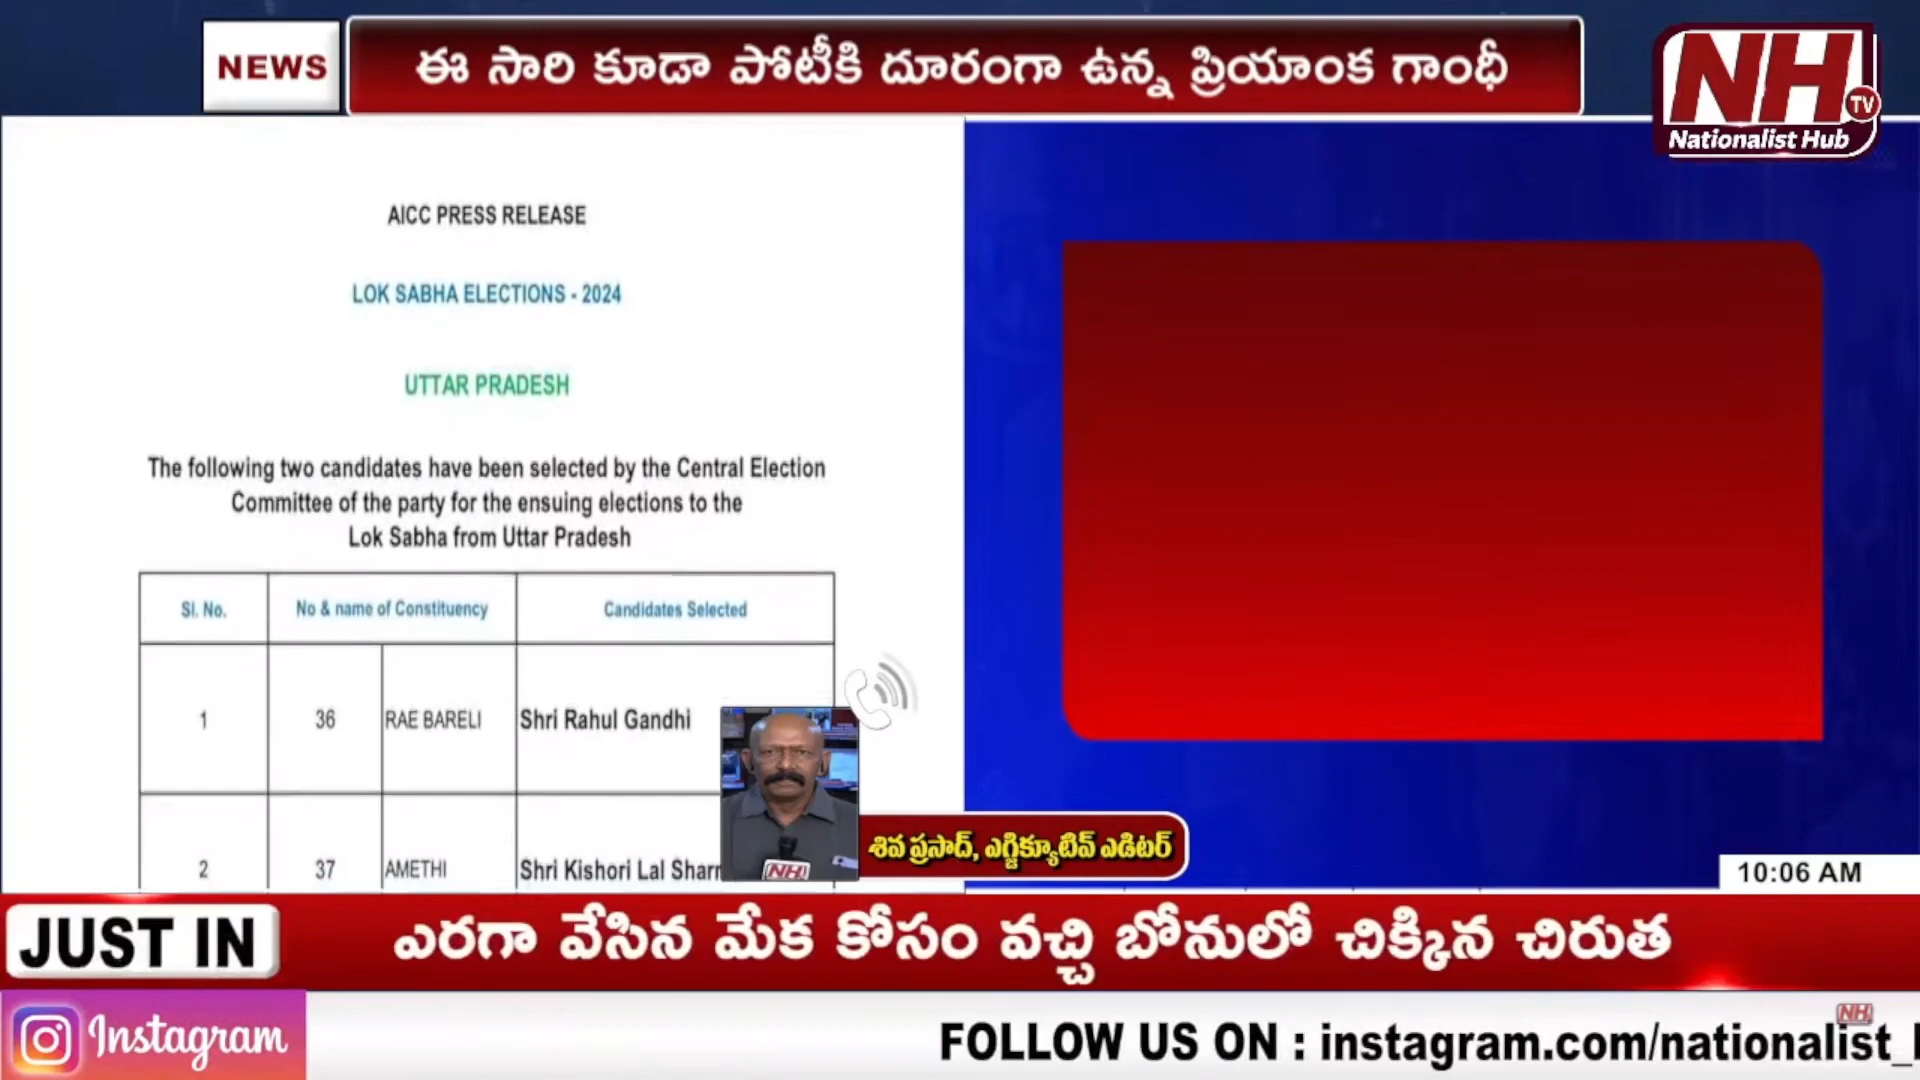 NEWS
ఈ సారి కూడా పోటీకి దూరంగా ఉన్న ప్రియాంక గాంధీ
NH TV
Nationalist Hub
AICC PRESS RELEASE
LOK SABHA ELECTIONS - 2024
UTTAR PRADESH
The following two candidates have been selected by the Central Election
Committee of the party for the ensuing elections to the
Lok Sabha from Uttar Pradesh
Sl. No. No & name of Constituency Candidates Selected
1 36 RAE BARELI Shri Rahul Gandhi
2 37 AMETHI Shri Kishori Lal Shar
NH
శివ ప్రసాద్, ఎగ్జిక్యూటివ్ ఎడిటర్
10:06 AM
JUST IN
ఎరగా వేసిన మేక కోసం వచ్చి బోనులో చిక్కిన చిరుత
NH
Instagram
FOLLOW US ON : instagram.com/nationalist_